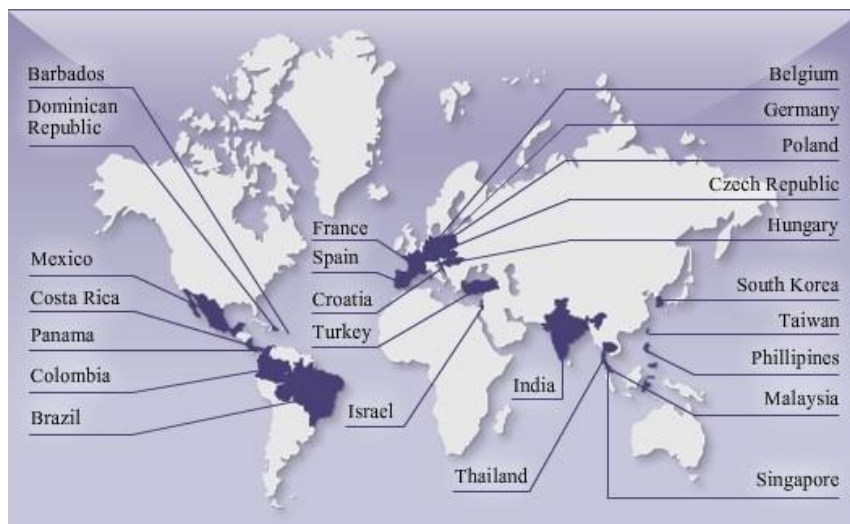 Barbados
Dominican
Republic
Mexico
Costa Rica
Panama
Colombia
Brazil
France
Spain
Croatia
Turkey
Israel
India
Thailand
Belgium
Germany
Poland
Czech Republic
Hungary
South Korea
Taiwan
Phillipines
Malaysia
Singapore